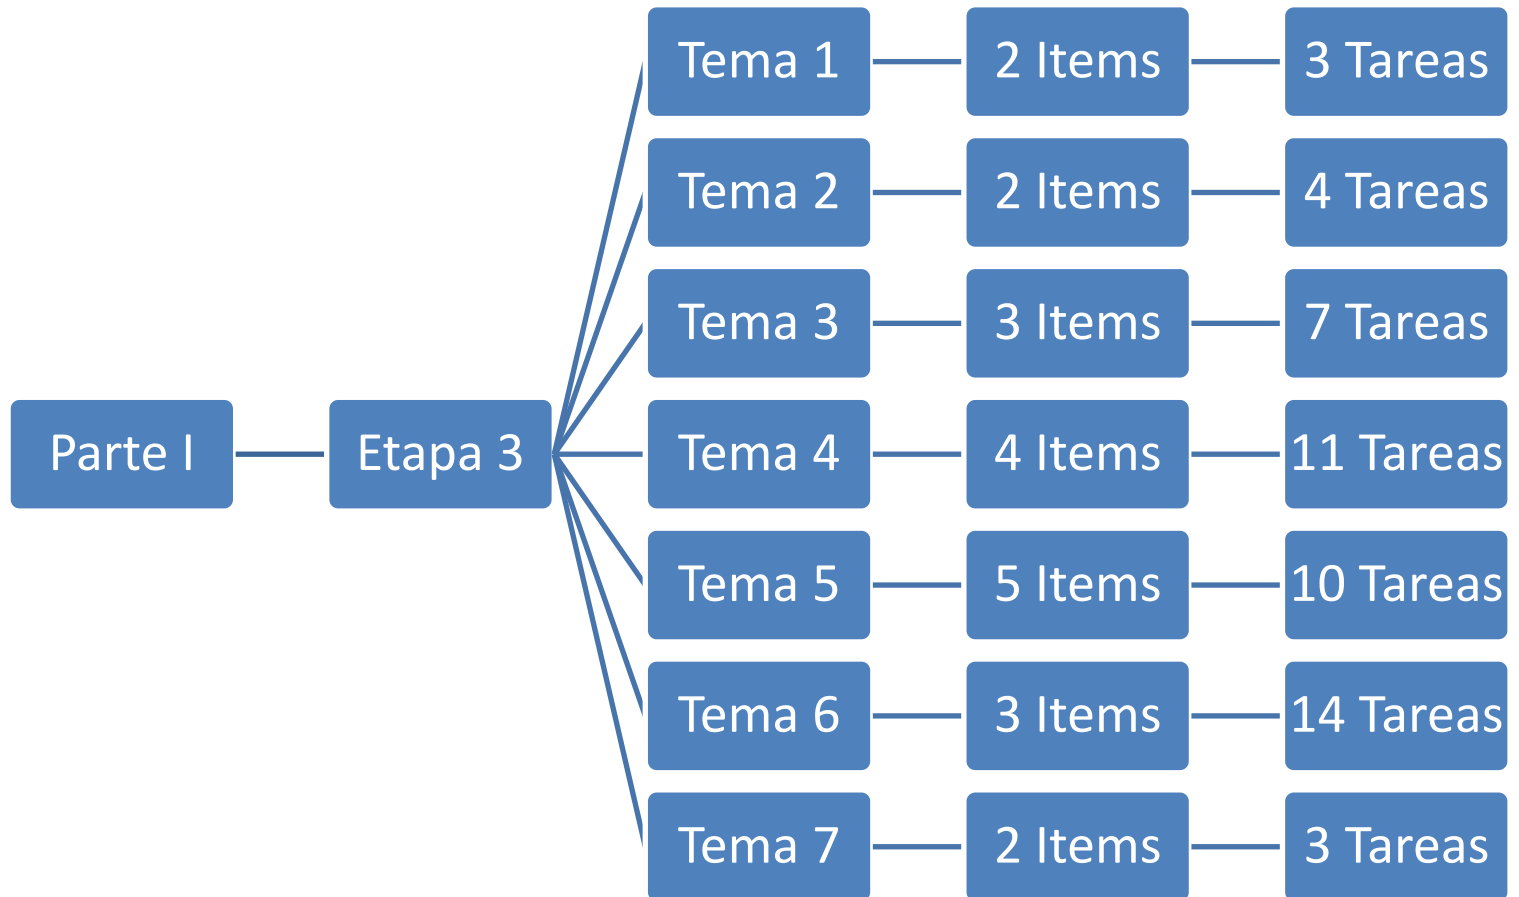 Parte I
Etapa 3
Tema 1
2 Items
3 Tareas
Tema 2
2 Items
4 Tareas
Tema 3
3 Items
7 Tareas
Tema 4
4 Items
11 Tareas
Tema 5
5 Items
10 Tareas
Tema 6
3 Items
14 Tareas
Tema 7
2 Items
3 Tareas